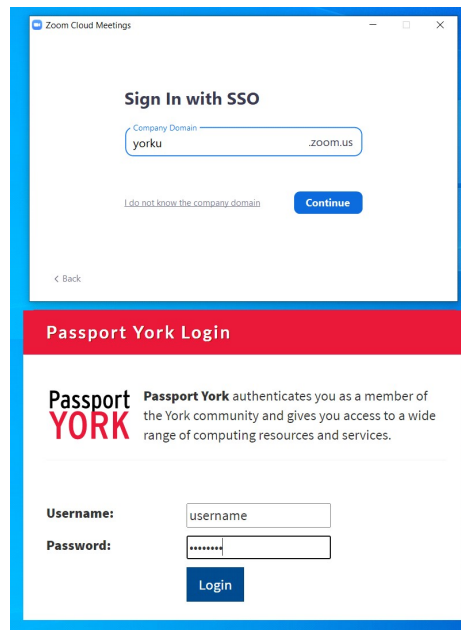 Zoom Cloud Meetings
Sign In with SSO
Company Domain
yorku .zoom.us
I do not know the company domain Continue
< Back
Passport York Login
Passport
YORK
Passport York authenticates you as a member of
the York community and gives you access to a wide
range of computing resources and services.
Username: username
Password: ••••••••
Login